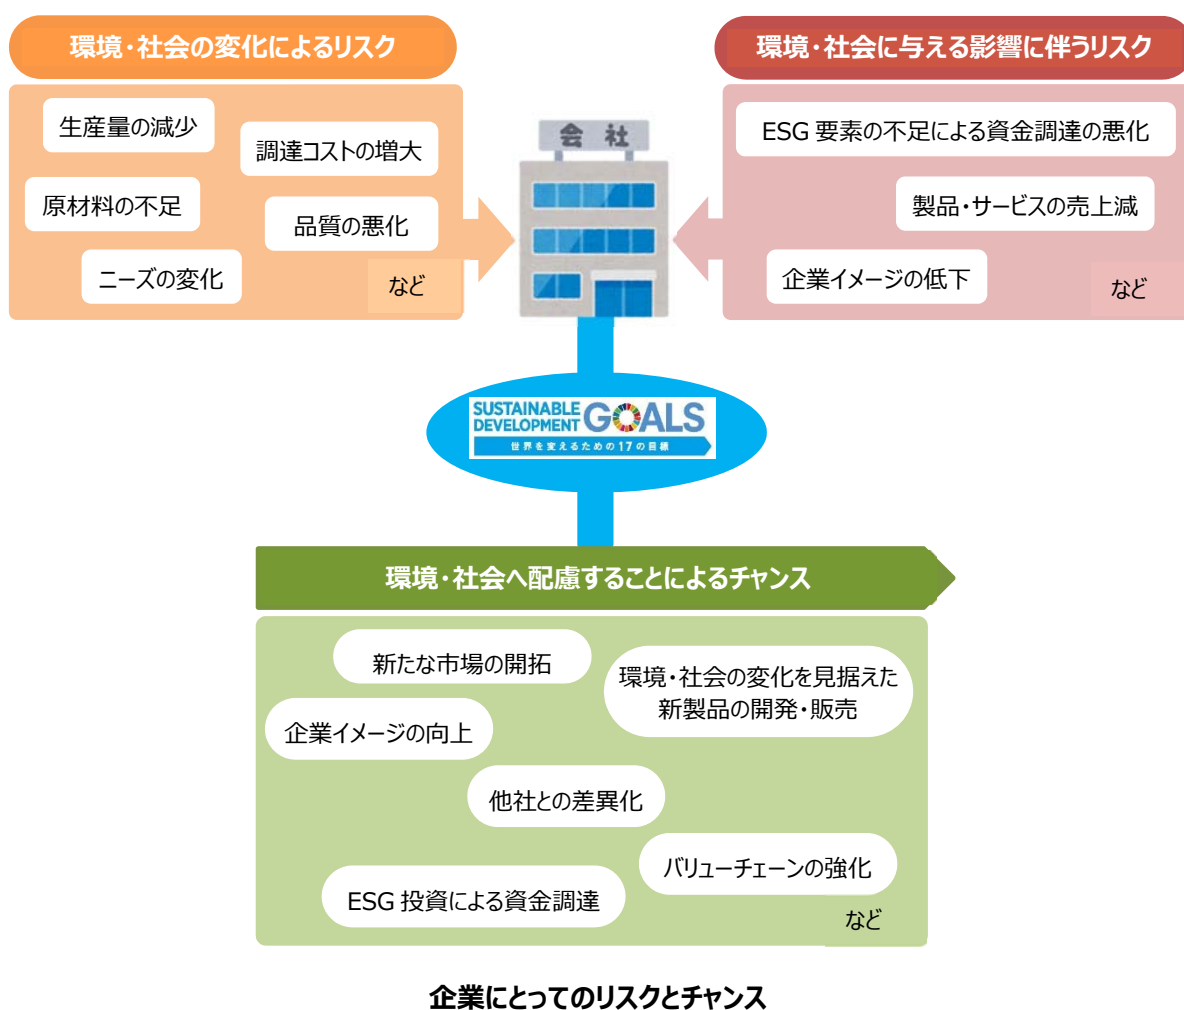 環境・社会の変化によるリスク
生産量の減少
調達コストの増大
原材料の不足
品質の悪化
ニーズの変化
など
会 社
環境・社会に与える影響に伴うリスク
ESG 要素の不足による資金調達の悪化
製品・サービスの売上減
企業イメージの低下
など
SUSTAINABLE
DEVELOPMENT
GOALS
世界を変えるための17の目標
環境・社会へ配慮することによるチャンス
新たな市場の開拓
環境・社会の変化を見据えた
新製品の開発・販売
企業イメージの向上
他社との差異化
バリューチェーンの強化
ESG 投資による資金調達
など
企業にとってのリスクとチャンス